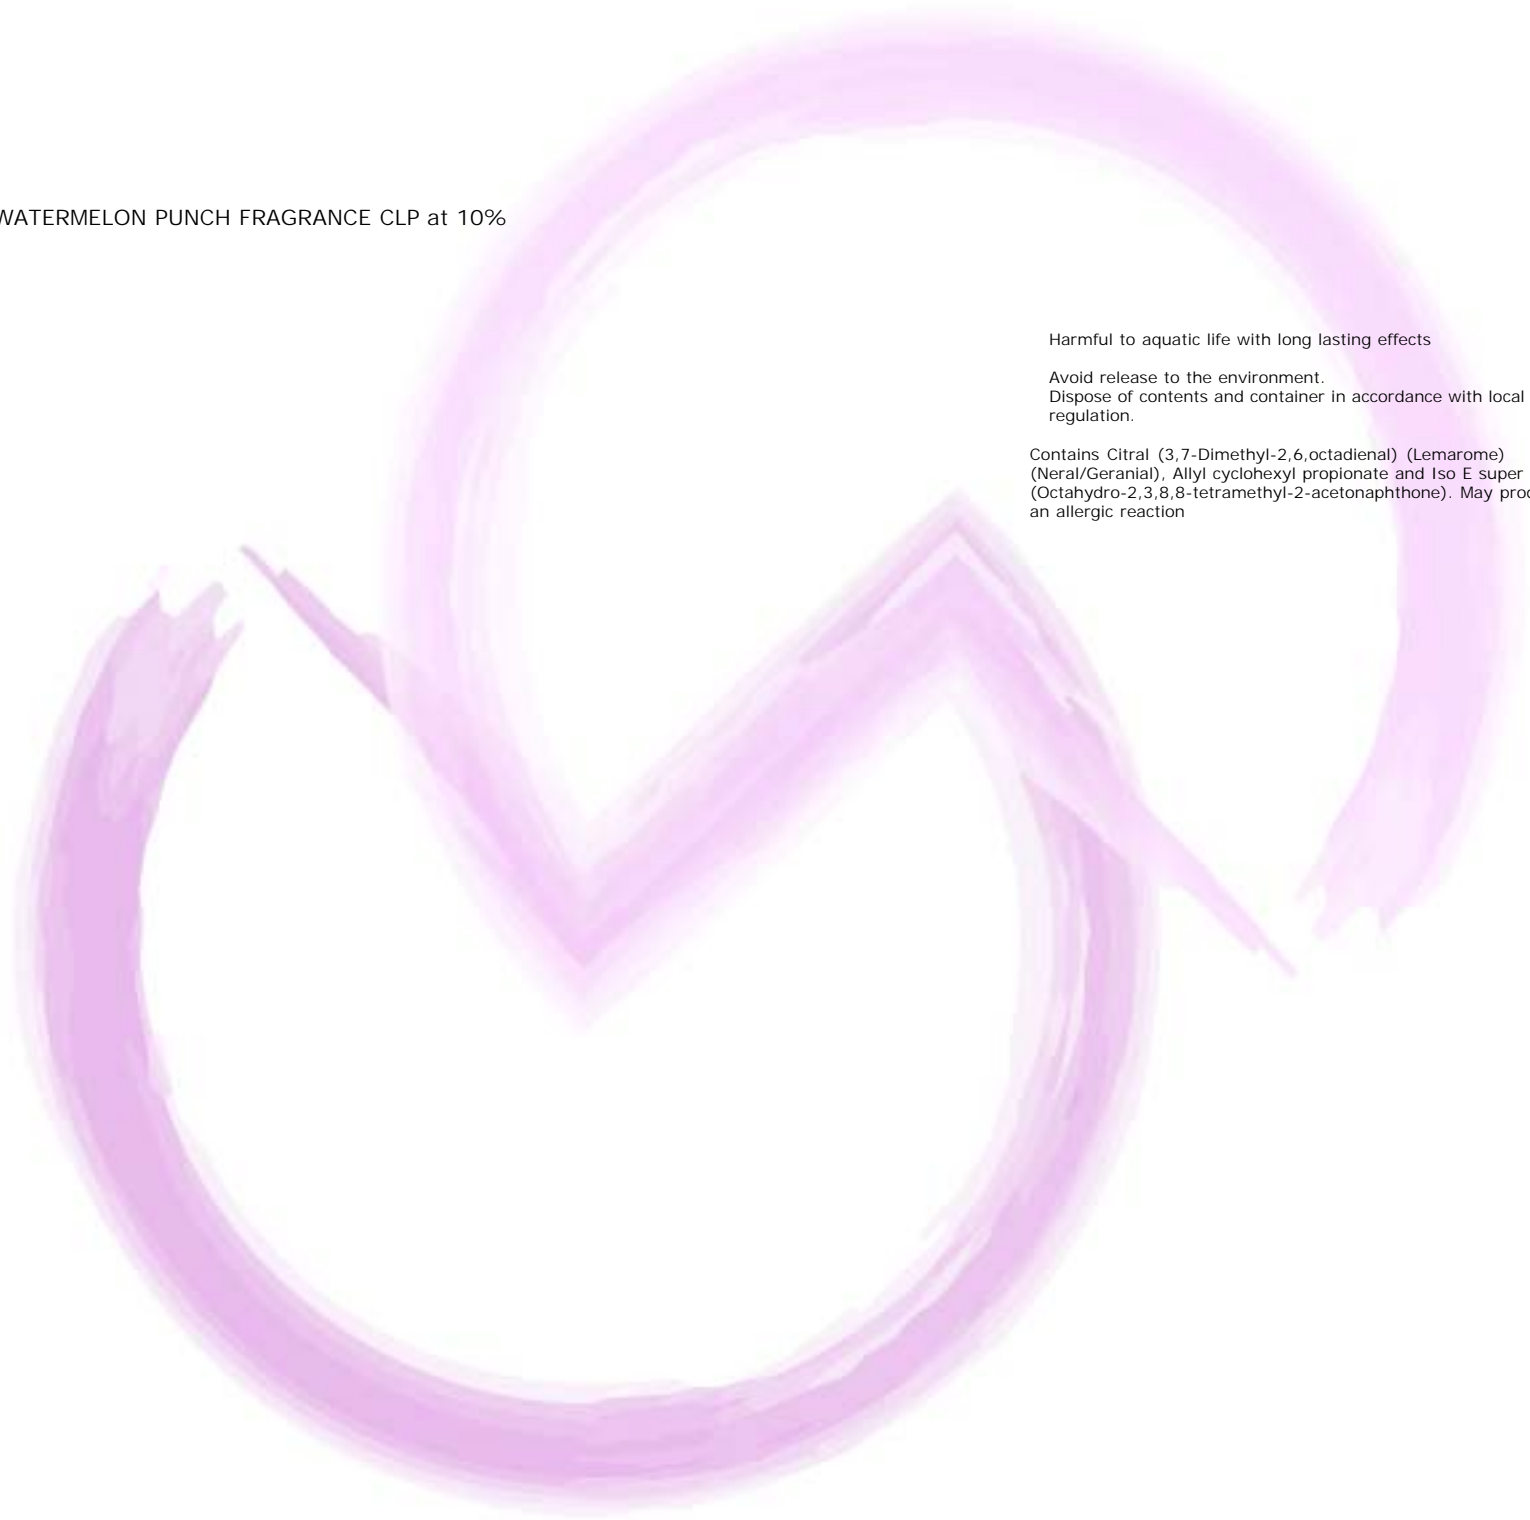 WATERMELON PUNCH FRAGRANCE CLP at 10%
Harmful to aquatic life with long lasting effects
Avoid release to the environment.
Dispose of contents and container in accordance with local
regulation.
Contains Citral (3,7-Dimethyl-2,6,octadienal) (Lemarome)
(Neral/Geranial), Allyl cyclohexyl propionate and Iso E super
(Octahydro-2,3,8,8-tetramethyl-2-acetonaphthone). May
an allergic reaction